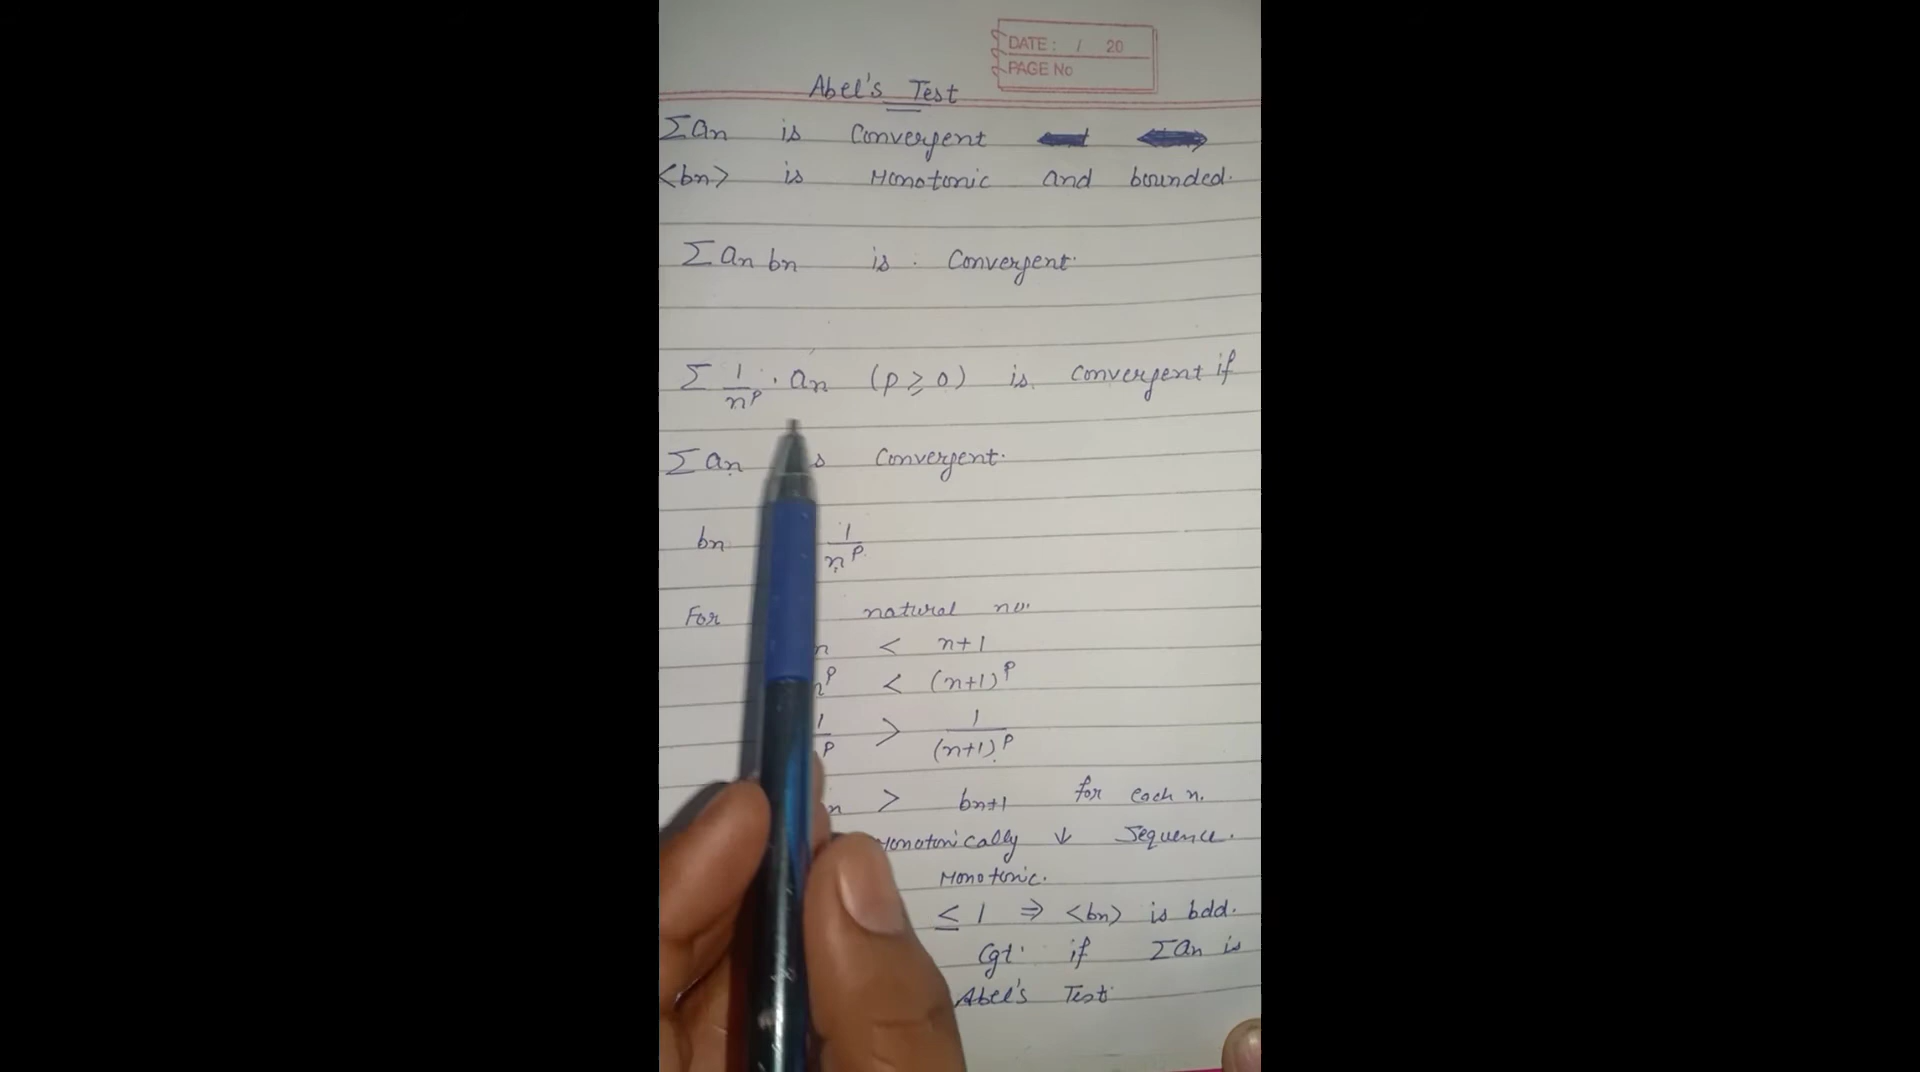 DATE: / 20
PAGE No
Abel's Test
Σan is Convergent
<bn> is Monotonic and bounded.
Σan bn is Convergent.
Σ 1/n^p · an (p ≥ 0) is Convergent if
Σan Convergent.
bn 1/n^p
For natural no.
n < n+1
n^p < (n+1)^p
1/ p > 1/(n+1)^p
n > bn+1 for each n.
Monotonically ↓ Sequence.
Monotonic.
≤ 1 ⇒ <bn> is bdd.
Cgt. if Σan is
Abel's Test.